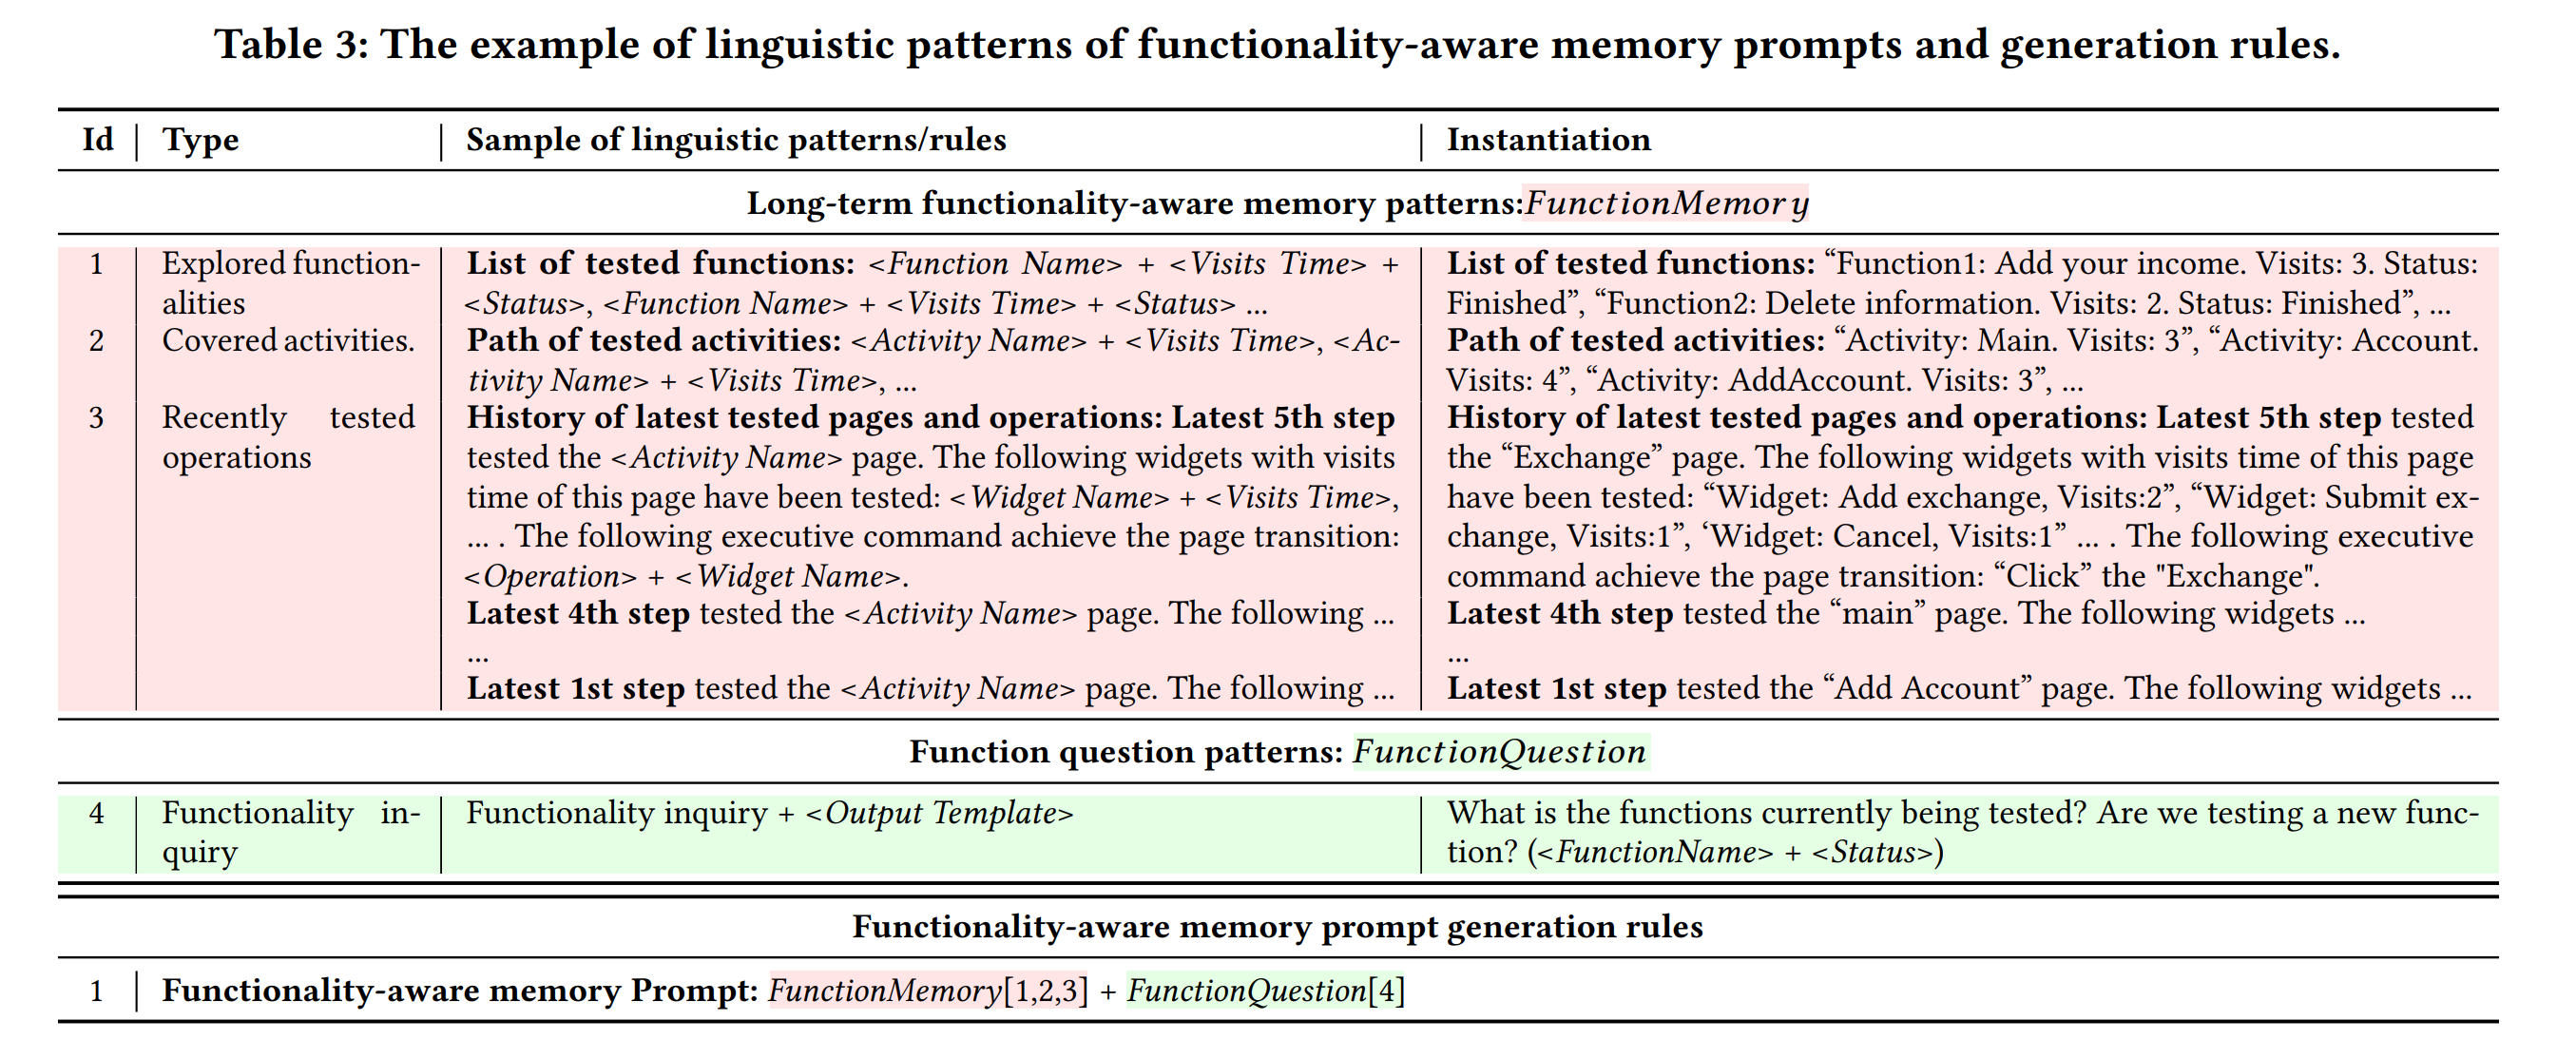 Table 3: The example of linguistic patterns of functionality-aware memory prompts and generation rules.
Id | Type | Sample of linguistic patterns/rules | Instantiation
Long-term functionality-aware memory patterns:FunctionMemory
1
Explored function-
alities
List of tested functions: <Function Name> + <Visits Time> +
<Status>, <Function Name> + <Visits Time> + <Status> ...
List of tested functions: “Function1: Add your income. Visits: 3. Status:
Finished”, “Function2: Delete information. Visits: 2. Status: Finished”, ...
2
Covered activities.
Path of tested activities: <Activity Name> + <Visits Time>, <Ac-
tivity Name> + <Visits Time>, ...
Path of tested activities: “Activity: Main. Visits: 3”, “Activity: Account.
Visits: 4”, “Activity: AddAccount. Visits: 3”, ...
3
Recently tested
operations
History of latest tested pages and operations: Latest 5th step
tested the <Activity Name> page. The following widgets with visits
time of this page have been tested: <Widget Name> + <Visits Time>,
... . The following executive command achieve the page transition:
<Operation> + <Widget Name>.
Latest 4th step tested the <Activity Name> page. The following ...
...
Latest 1st step tested the <Activity Name> page. The following ...
History of latest tested pages and operations: Latest 5th step tested
the “Exchange” page. The following widgets with visits time of this page
have been tested: “Widget: Add exchange, Visits:2”, “Widget: Submit ex-
change, Visits:1”, ‘Widget: Cancel, Visits:1” ... . The following executive
command achieve the page transition: “Click” the "Exchange".
Latest 4th step tested the “main” page. The following widgets ...
...
Latest 1st step tested the “Add Account” page. The following widgets ...
Function question patterns: FunctionQuestion
4
Functionality in-
quiry
Functionality inquiry + <Output Template>
What is the functions currently being tested? Are we testing a new func-
tion? (<FunctionName> + <Status>)
Functionality-aware memory prompt generation rules
1 | Functionality-aware memory Prompt: FunctionMemory[1,2,3] + FunctionQuestion[4]